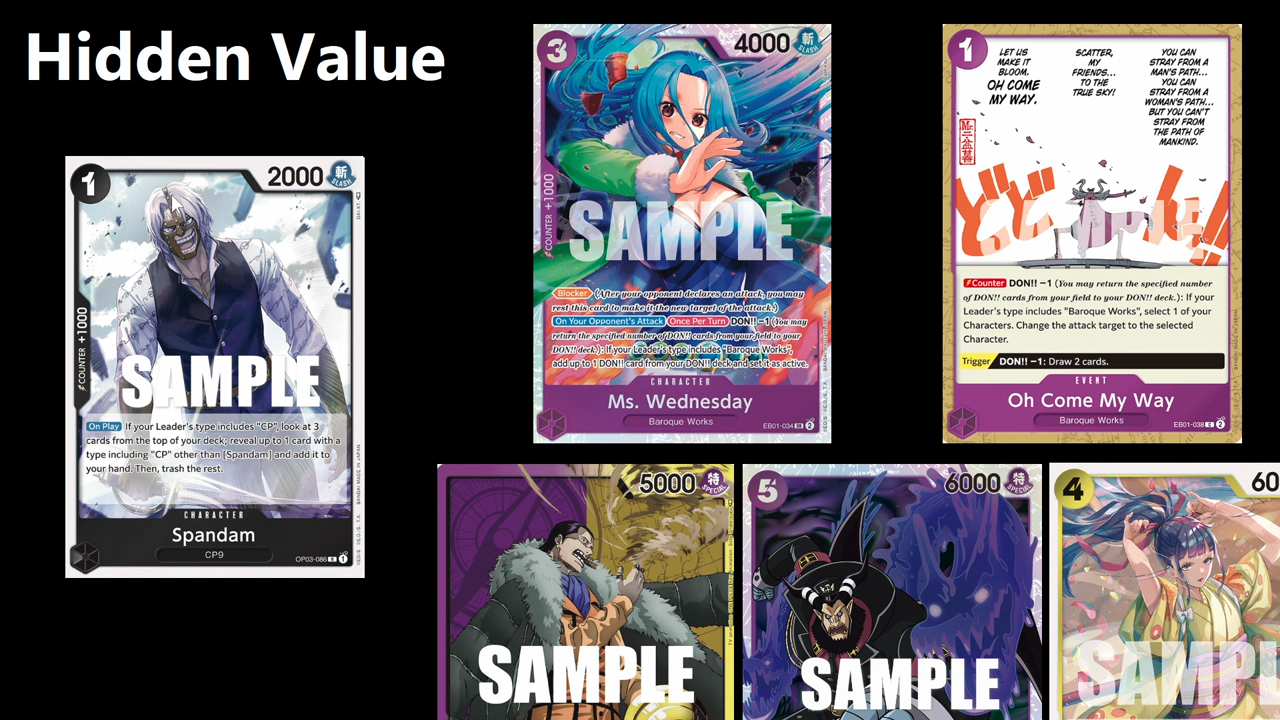 Hidden Value
1
2000
斬
SLASH
COUNTER +1000
SAMPLE
On Play If your Leader's type includes "CP", look at 3
cards from the top of your deck; reveal up to 1 card with a
type including "CP" other than [Spandam] and add it to
your hand. Then, trash the rest.
CHARACTER
Spandam
CP9
OP03-086 R 1
3
4000
斬
SLASH
COUNTER +1000
SAMPLE
Blocker (After your opponent declares an attack, you may
rest this card to make it the new target of the attack.)
On Your Opponent's Attack Once Per Turn DON!! −1 (You may
return the specified number of DON!! cards from your field to your
DON!! deck.): If your Leader's type includes "Baroque Works",
add up to 1 DON!! card from your DON!! deck and set it as active.
CHARACTER
Ms. Wednesday
Baroque Works
EB01-034 2
1
LET US
MAKE IT
BLOOM.
OH COME
MY WAY.
SCATTER,
MY
FRIENDS...
TO THE
TRUE SKY!
YOU CAN
STRAY FROM A
MAN'S PATH...
YOU CAN
STRAY FROM A
WOMAN'S PATH...
BUT YOU CAN'T
STRAY FROM
THE PATH OF
MANKIND.
Counter DON!! −1 (You may return the specified number
of DON!! cards from your field to your DON!! deck.): If your
Leader's type includes "Baroque Works", select 1 of your
Characters. Change the attack target to the selected
Character.
Trigger DON!! −1: Draw 2 cards.
EVENT
Oh Come My Way
Baroque Works
EB01-038 C 2
5000
特
SPECIAL
SAMPLE
5
6000
特
SPECIAL
SAMPLE
4
60
SAMPL